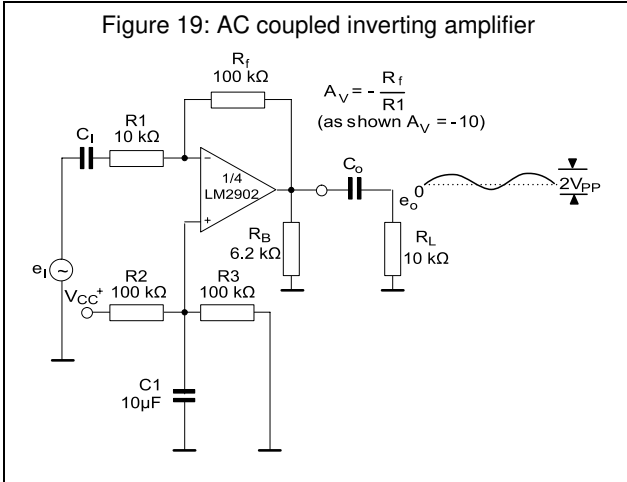 Figure 19: AC coupled inverting amplifier
Rf
100 kΩ
AV = - Rf
R1
(as shown AV = -10)
R1
10 kΩ
CI
1/4
LM2902
Co
eo
0
2VPP
RB
6.2 kΩ
RL
10 kΩ
eI
~
VCC+
R2
100 kΩ
R3
100 kΩ
C1
10µF